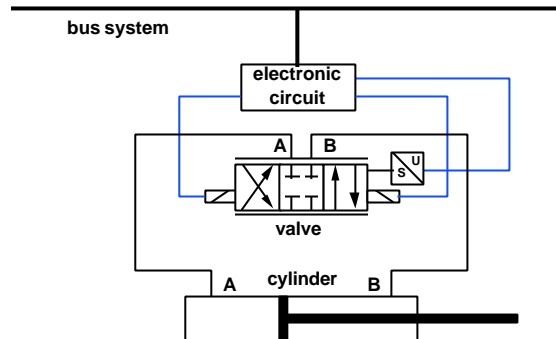 bus system
electronic
circuit
A B
U
S
valve
A cylinder B